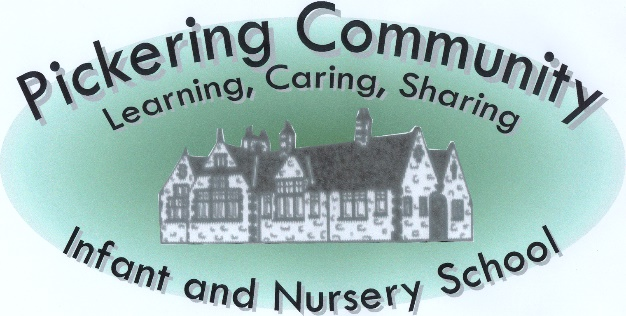 Pickering Community
Learning, Caring, Sharing
Infant and Nursery School